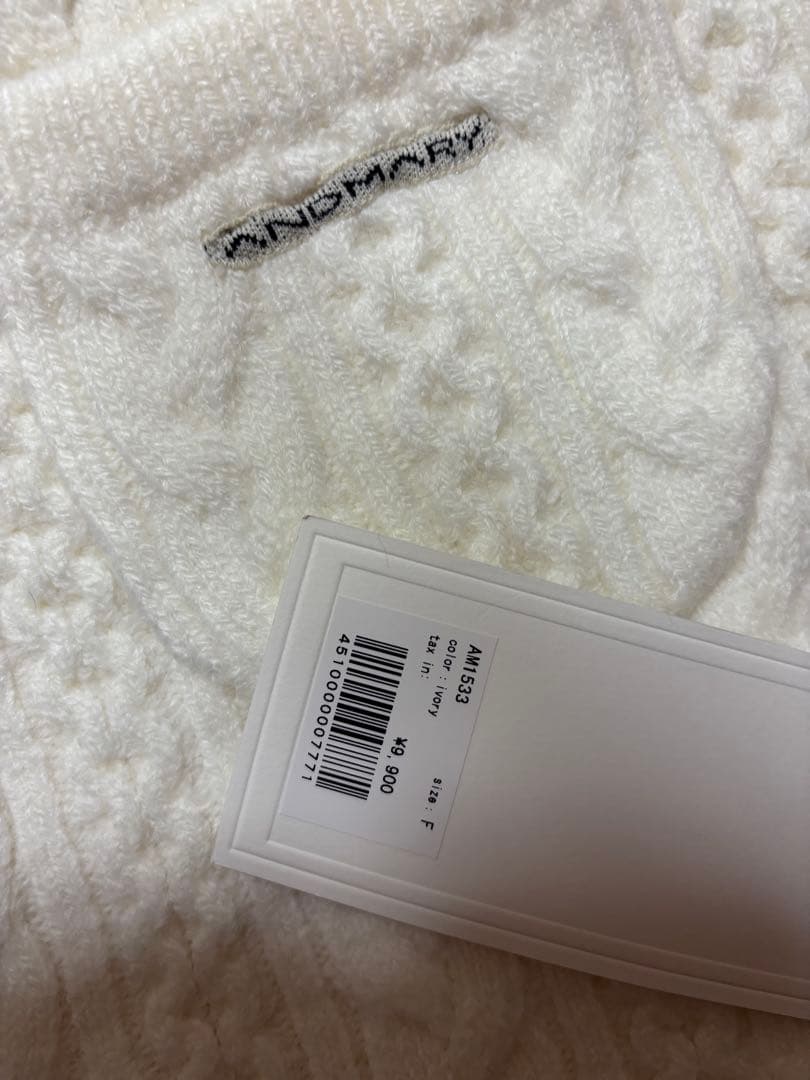 ANDMARY
AM1533
color : ivory size : F
tax in:
¥9,900
4510000007771